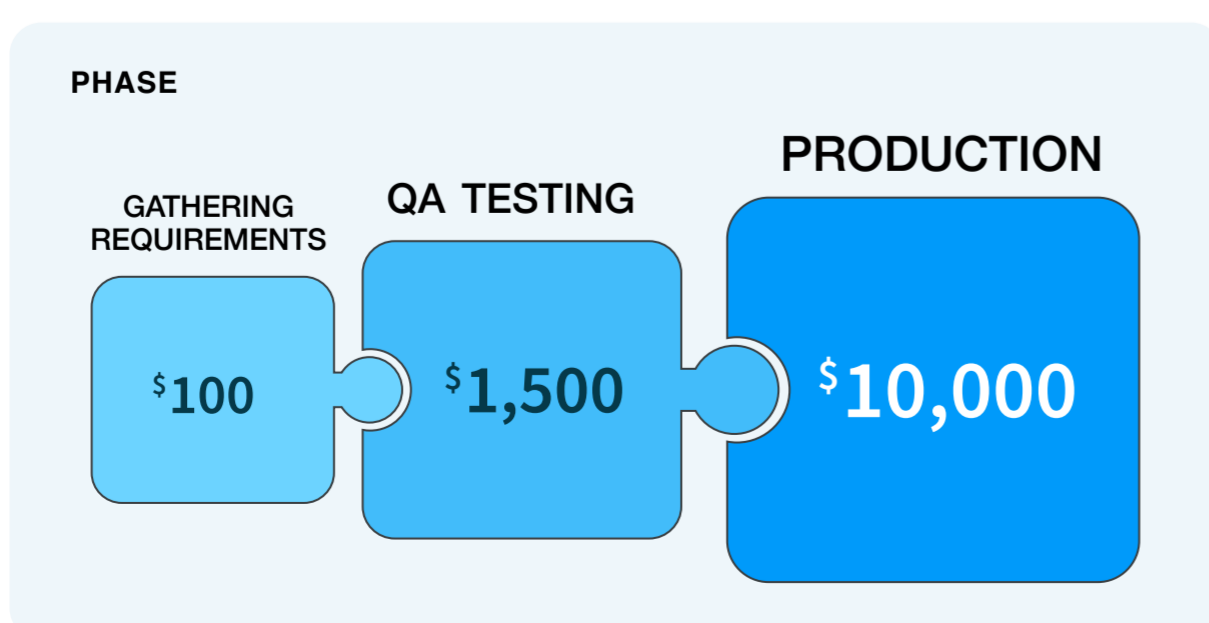 PHASE
GATHERING
REQUIREMENTS
QA TESTING
PRODUCTION
$100
$1,500
$10,000